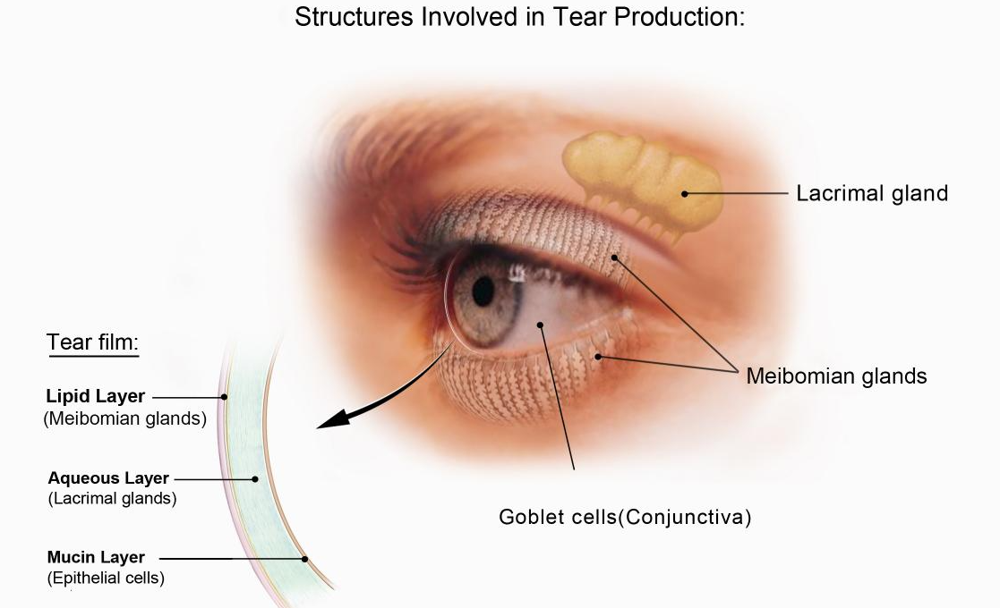 Structures Involved in Tear Production:
Lacrimal gland
Meibomian glands
Goblet cells(Conjunctiva)
Tear film:
Lipid Layer
(Meibomian glands)
Aqueous Layer
(Lacrimal glands)
Mucin Layer
(Epithelial cells)